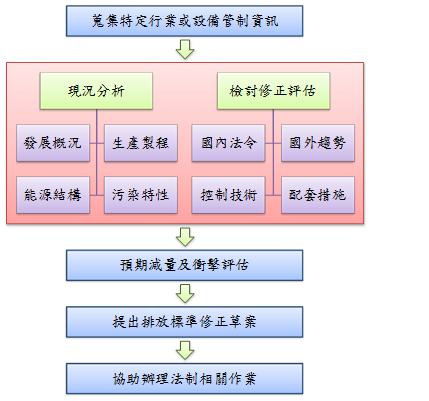 蒐集特定行業或設備管制資訊
現況分析
檢討修正評估
發展概況
生產製程
國內法令
國外趨勢
能源結構
污染特性
控制技術
配套措施
預期減量及衝擊評估
提出排放標準修正草案
協助辦理法制相關作業